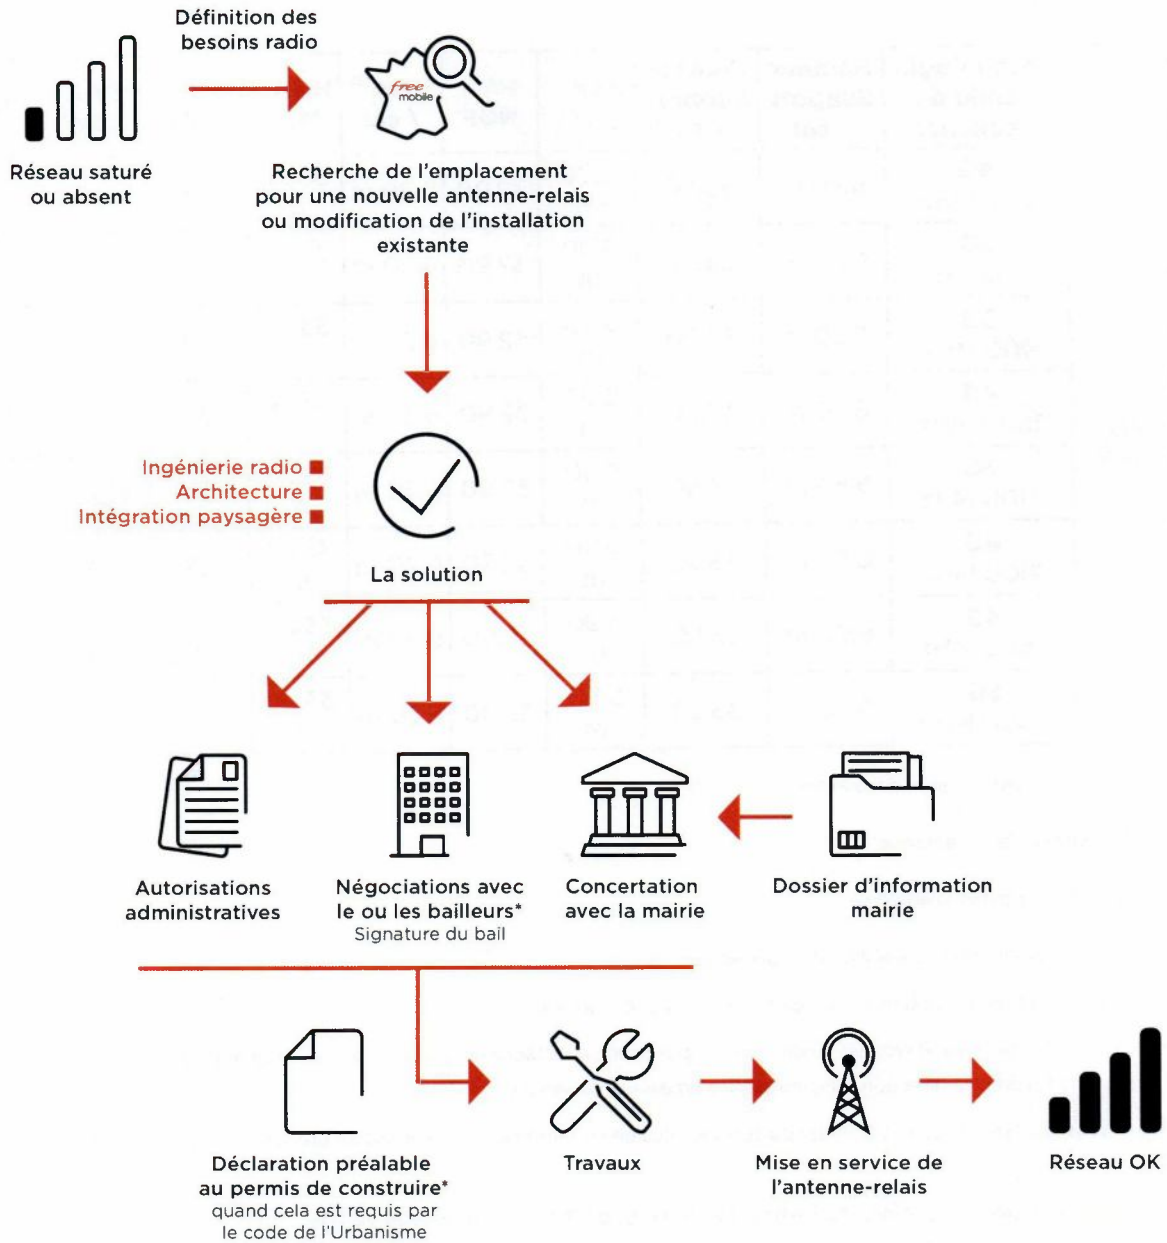 Définition des
besoins radio
free
mobile
Réseau saturé
ou absent
Recherche de l'emplacement
pour une nouvelle antenne-relais
ou modification de l'installation
existante
Ingénierie radio
Architecture
Intégration paysagère
La solution
Autorisations
administratives
Négociations avec
le ou les bailleurs*
Signature du bail
Concertation
avec la mairie
Dossier d'information
mairie
Déclaration préalable
au permis de construire*
quand cela est requis par
le code de l'Urbanisme
Travaux
Mise en service de
l'antenne-relais
Réseau OK